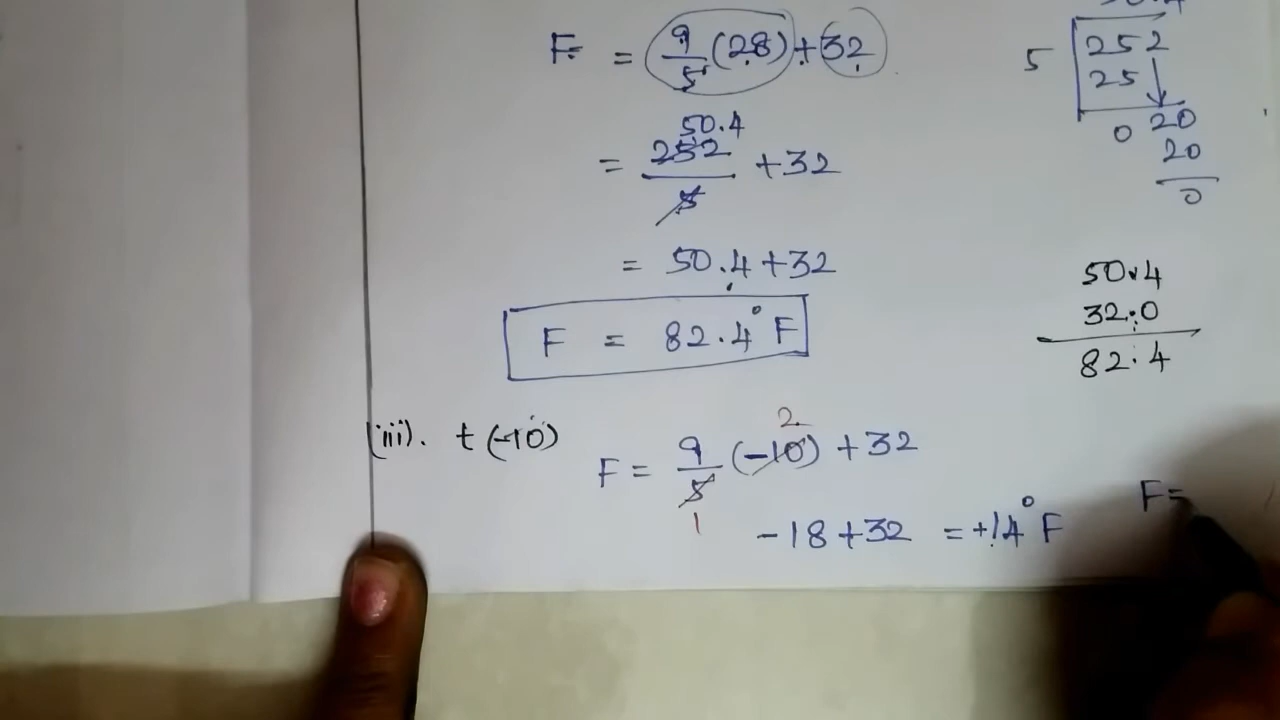 F = 9/5 (28) + 32
50.4
= 252/5 + 32
= 50.4 + 32
F = 82.4° F
(iii). t(-10)
2
F = 9/5 (-10) + 32
1
-18 + 32 = +14° F
F =
5 252
25
0 20
20
0
50.4
32.0
82.4